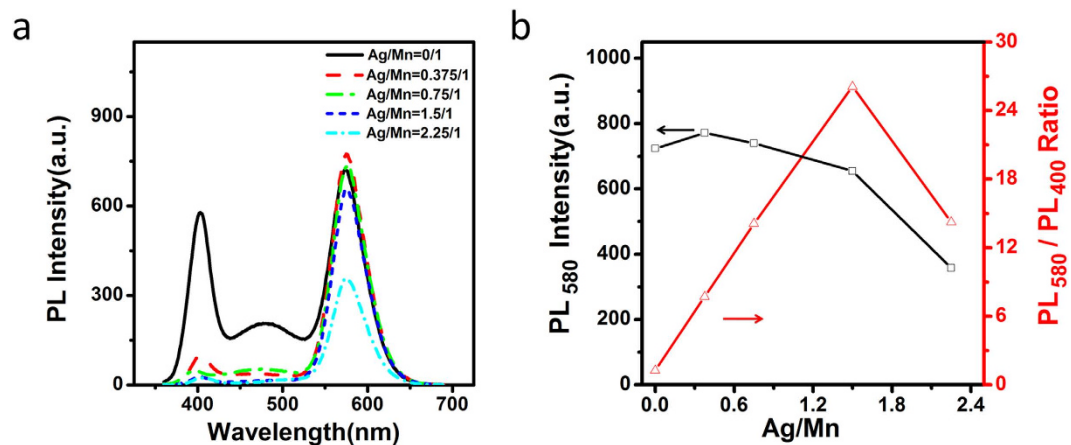 a
PL Intensity(a.u.)
900
600
300
0
Ag/Mn=0/1
Ag/Mn=0.375/1
Ag/Mn=0.75/1
Ag/Mn=1.5/1
Ag/Mn=2.25/1
400 500 600 700
Wavelength(nm)
b
PL580 Intensity(a.u.)
1000
800
600
400
200
0
0.0 0.6 1.2 1.8 2.4
Ag/Mn
30
24
18
12
6
0
PL580 / PL400 Ratio